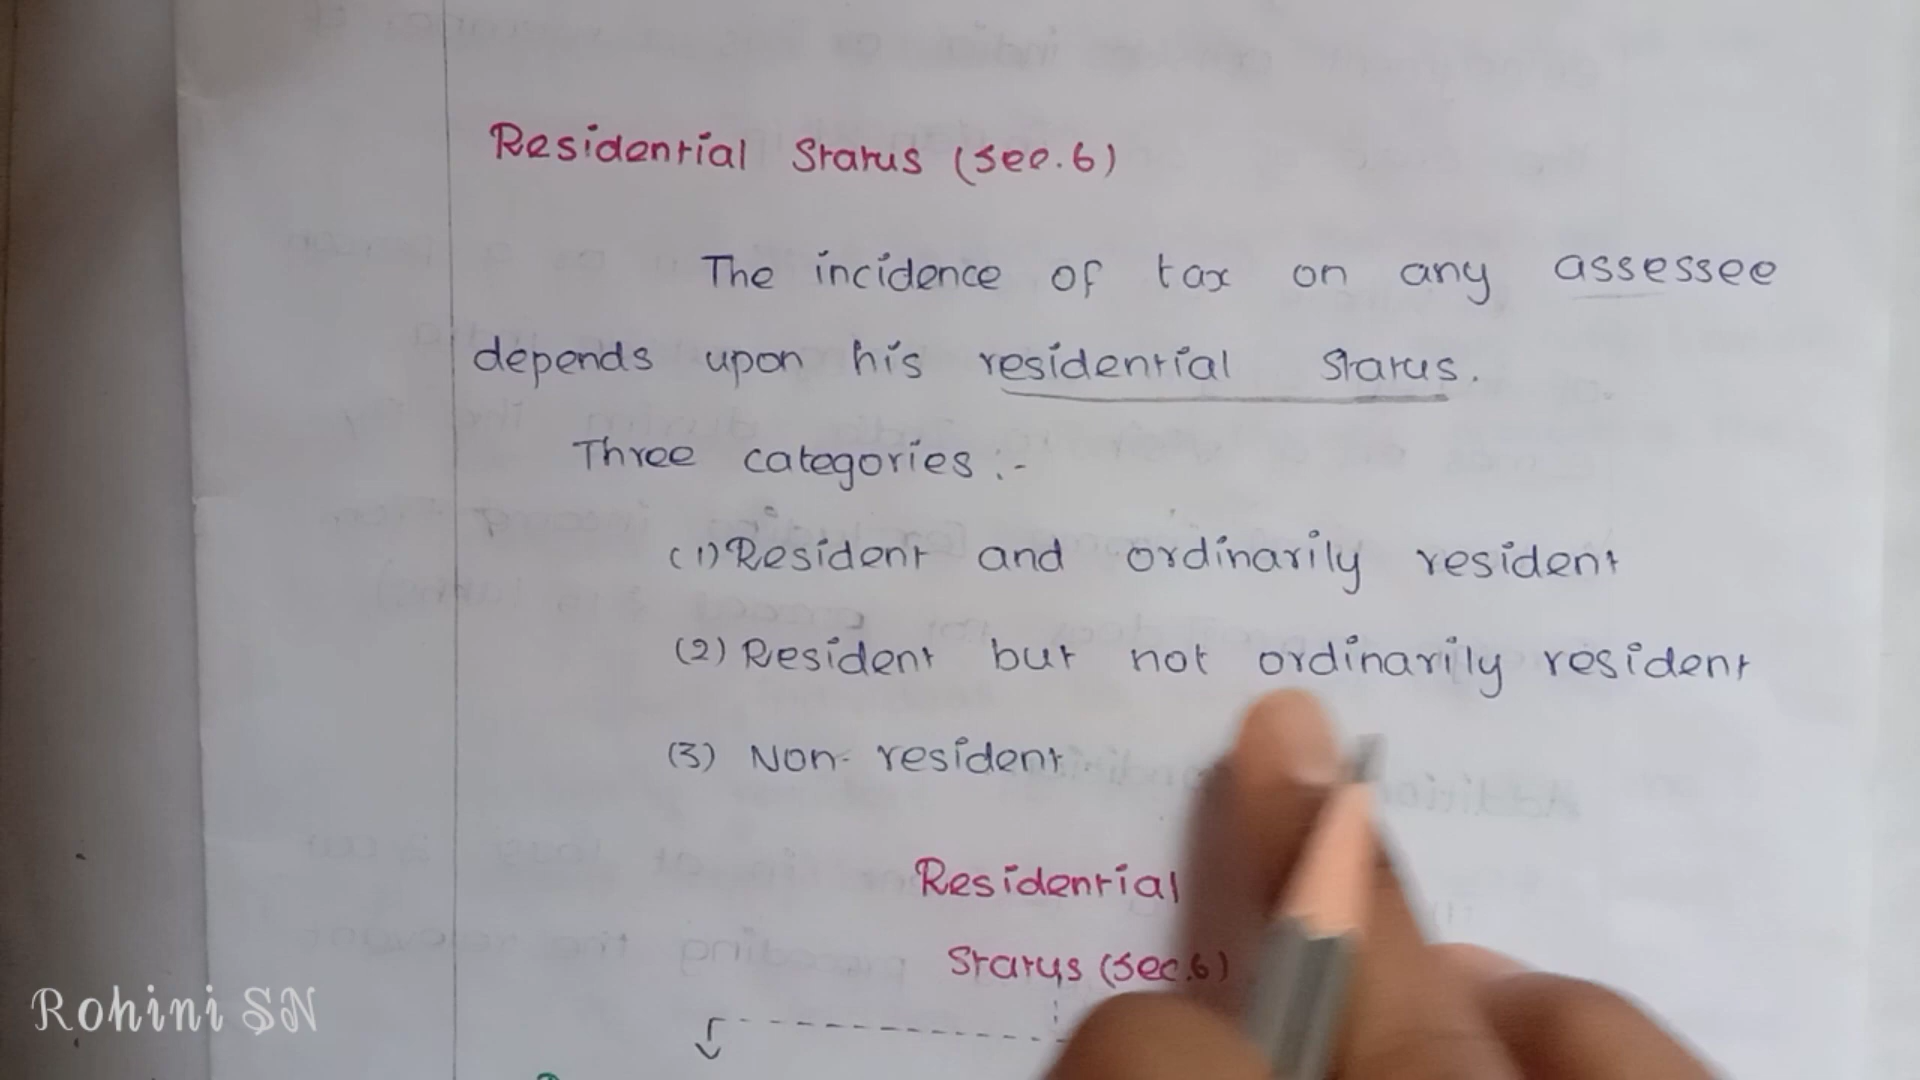 Residential Status (Sec. 6)
The incidence of tax on any assessee
depends upon his residential status.
Three categories :-
(1) Resident and ordinarily resident
(2) Resident but not ordinarily resident
(3) Non-resident
Residential
Status (Sec.6)
Rohini SN